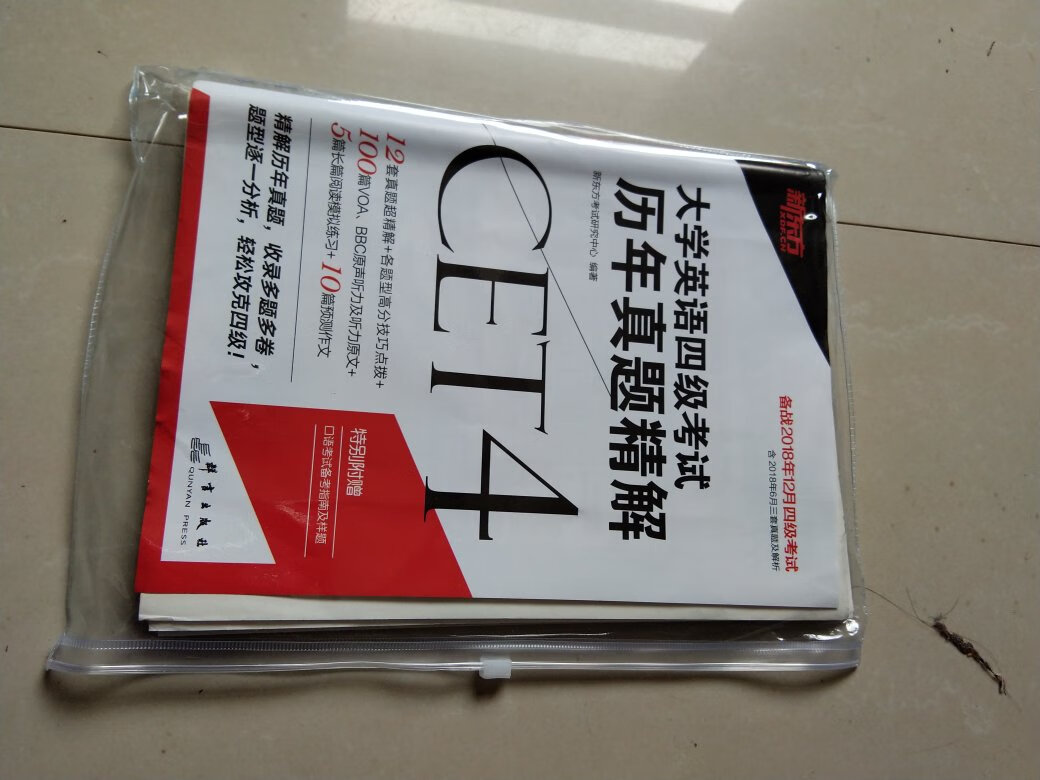 新东方
XDF.CN
备战2018年12月四级考试
含2018年6月三套真题及解析
大学英语四级考试
历年真题精解
新东方考试研究中心 编著
CET4
12套真题超精解+各题型高分技巧点拨+
100篇VOA、BBC原声听力及听力原文+
5篇长篇阅读模拟练习+10篇预测作文
特别附赠
口语考试备考指南及样题
精解历年真题，收录多题多卷，
题型逐一分析，轻松攻克四级！
群言出版社
QUNYAN PRESS